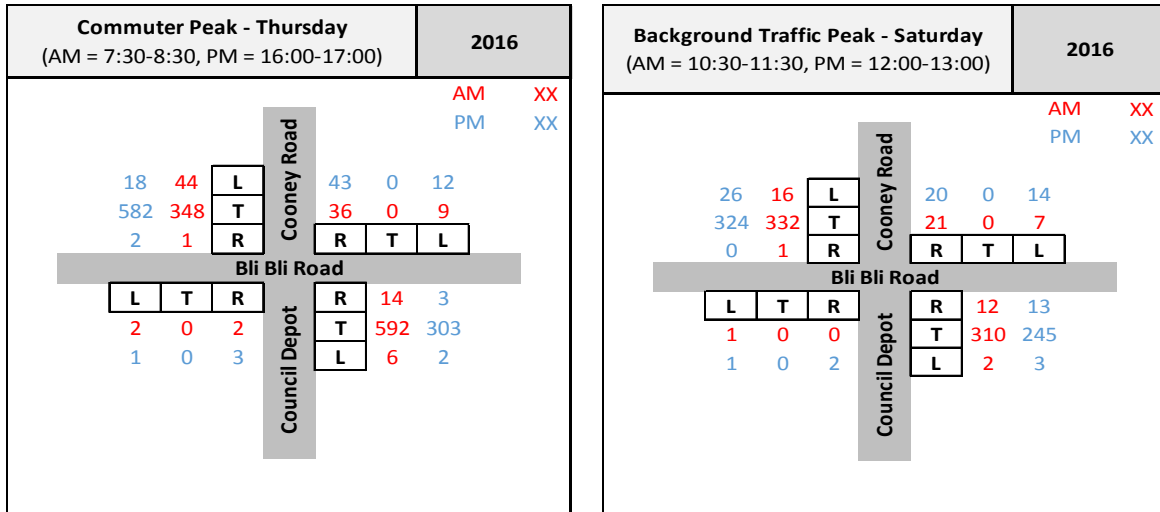 Commuter Peak - Thursday
(AM = 7:30-8:30, PM = 16:00-17:00)
2016
AM XX
PM XX
Cooney Road
18 44 L 43 0 12
582 348 T 36 0 9
2 1 R R T L
Bli Bli Road
L T R R 14 3
2 0 2 T 592 303
1 0 3 L 6 2
Council Depot
Background Traffic Peak - Saturday
(AM = 10:30-11:30, PM = 12:00-13:00)
2016
AM XX
PM XX
Cooney Road
26 16 L 20 0 14
324 332 T 21 0 7
0 1 R R T L
Bli Bli Road
L T R R 12 13
1 0 0 T 310 245
1 0 2 L 2 3
Council Depot